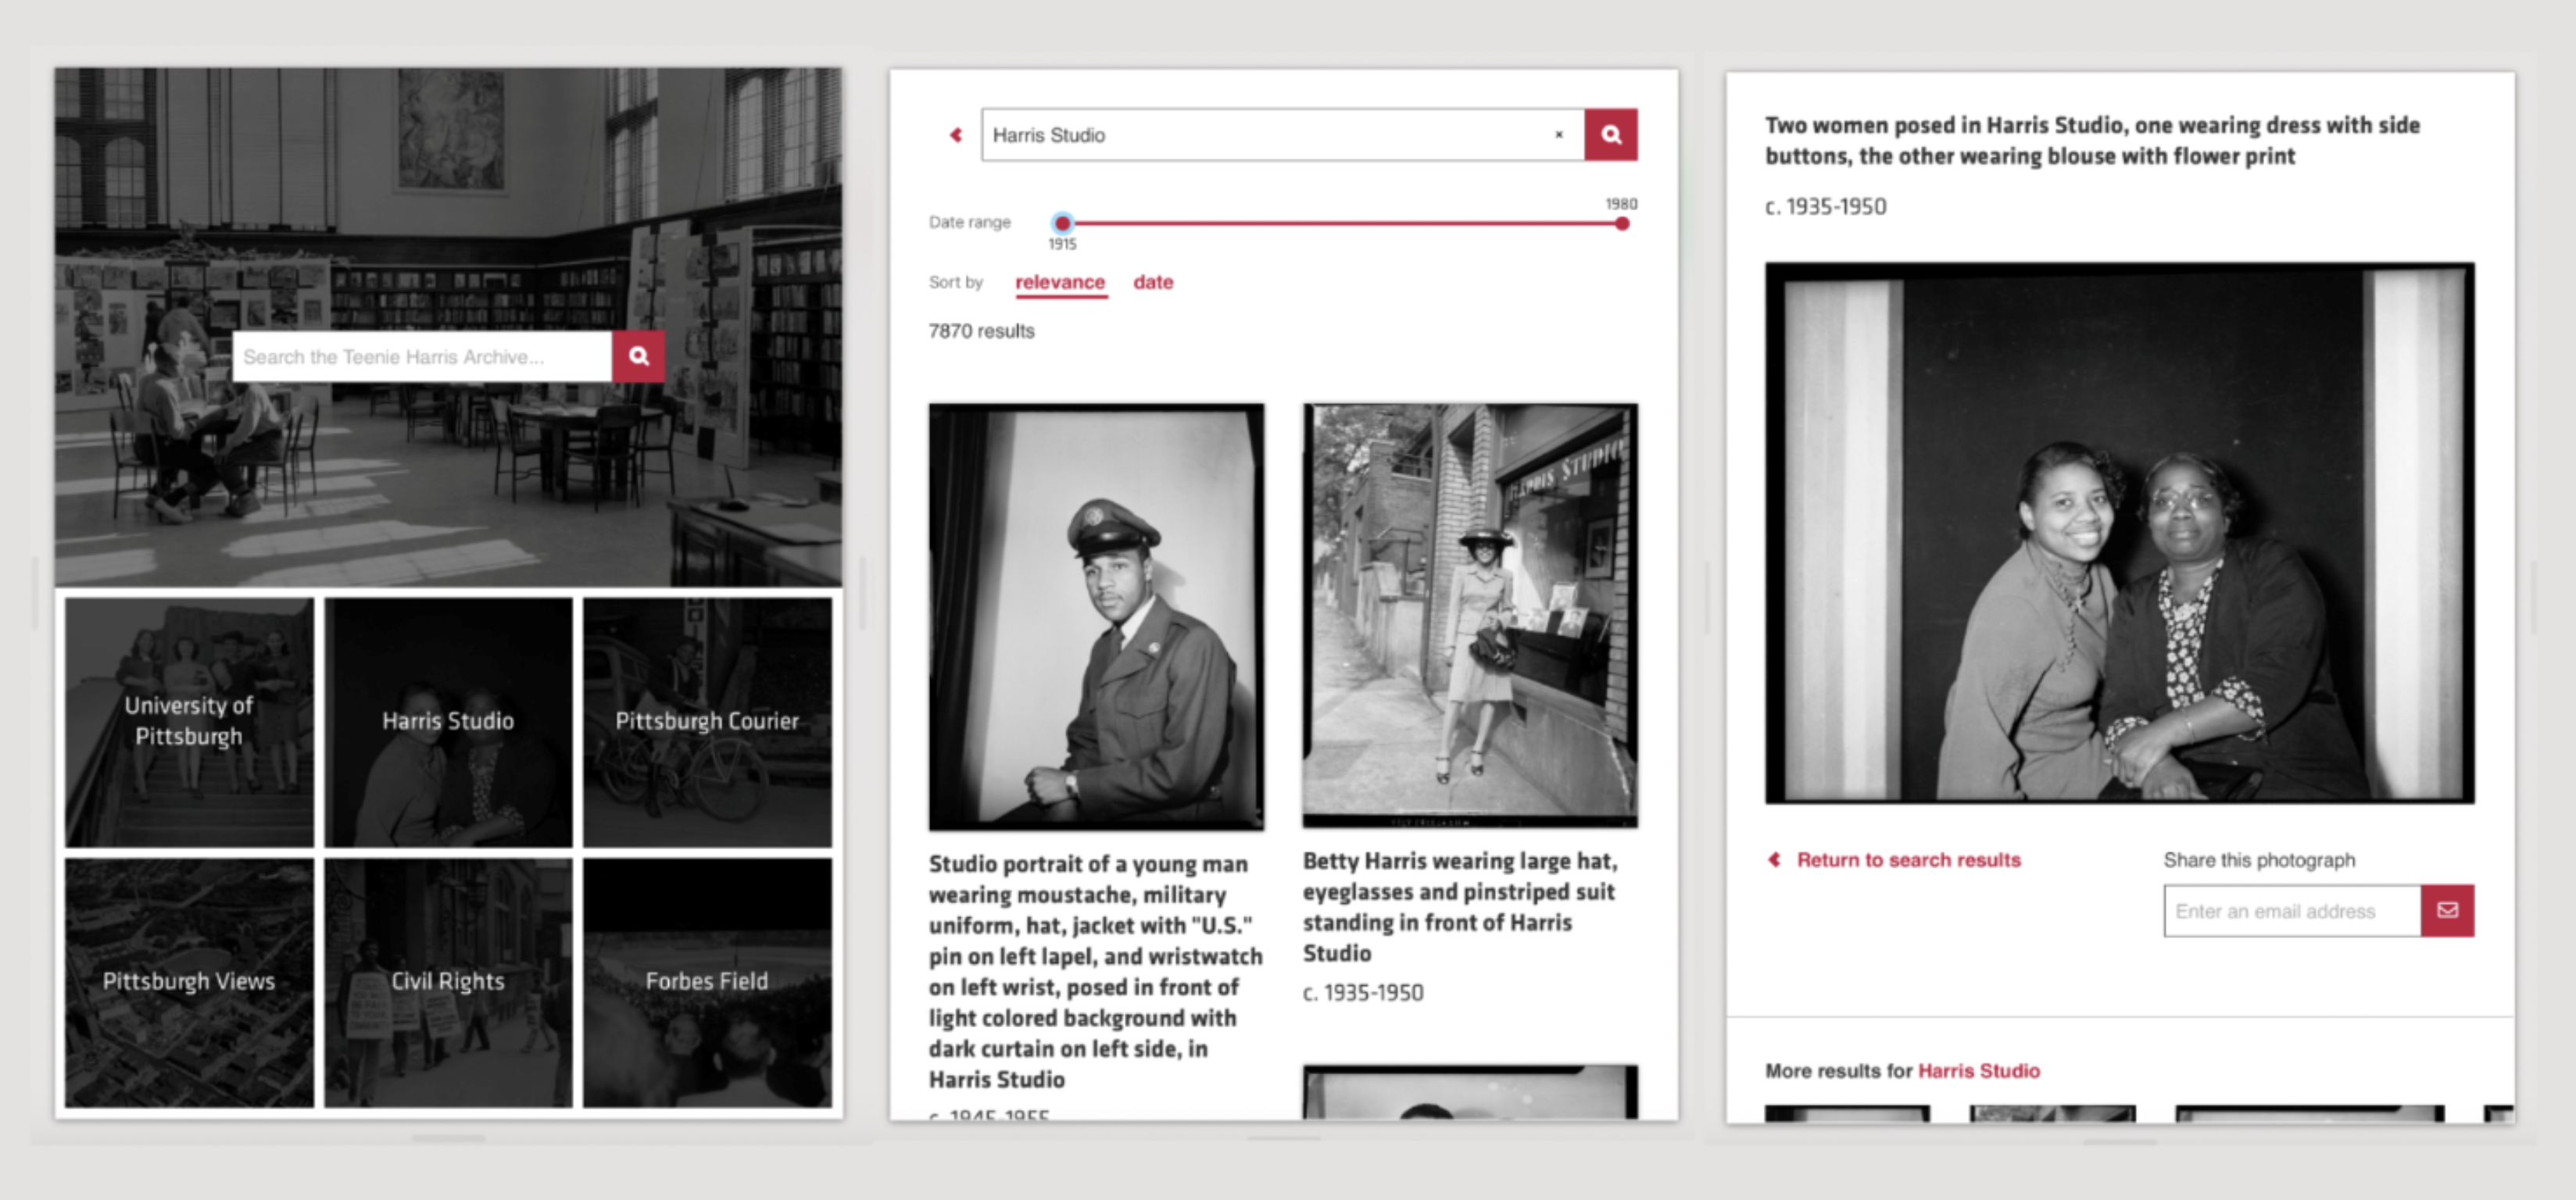 Search the Teenie Harris Archive...
University of
Pittsburgh
Harris Studio
Pittsburgh Courier
Pittsburgh Views
Civil Rights
Forbes Field
Harris Studio
×
1980
Date range
1915
Sort by relevance date
7870 results
HARRIS STUDIO
Studio portrait of a young man
wearing moustache, military
uniform, hat, jacket with "U.S."
pin on left lapel, and wristwatch
on left wrist, posed in front of
light colored background with
dark curtain on left side, in
Harris Studio
c. 1945-1955
Betty Harris wearing large hat,
eyeglasses and pinstriped suit
standing in front of Harris
Studio
c. 1935-1950
Two women posed in Harris Studio, one wearing dress with side
buttons, the other wearing blouse with flower print
c. 1935-1950
Return to search results
Share this photograph
Enter an email address
More results for Harris Studio